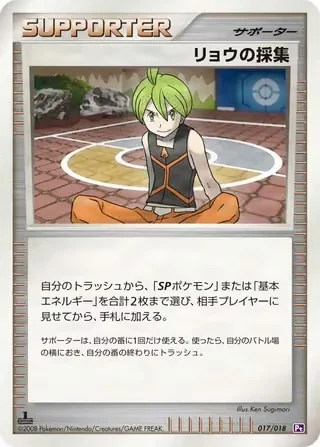 SUPPORTER
サポーター
リョウの採集
自分のトラッシュから、「SPポケモン」または「基本
エネルギー」を合計2枚まで選び、相手プレイヤーに
見せてから、手札に加える。
サポーターは、自分の番に1回だけ使える。使ったら、自分のバトル場
の横におき、自分の番の終わりにトラッシュ。
Illus. Ken Sugimori
1
EDITION
©2008 Pokémon/Nintendo/Creatures/GAME FREAK.
017/018